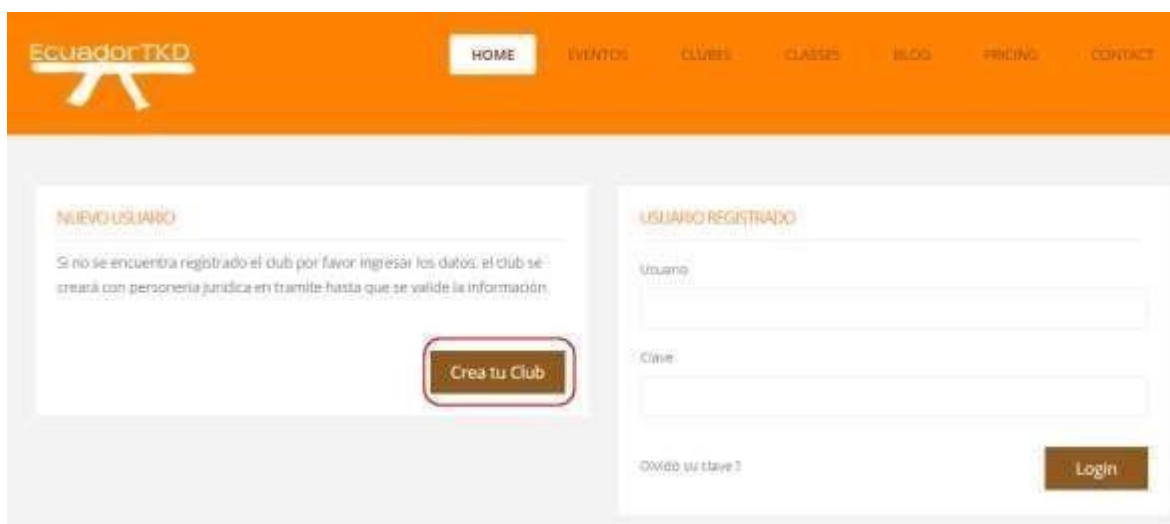 EcuadorTKD
HOME EVENTOS CLUBES CLASSES BLOG PRICING CONTACT
NUEVO USUARIO
Si no se encuentra registrado el club por favor ingresar los datos, el club se
creará con personería jurídica en tramite hasta que se valide la información
Crea tu Club
USUARIO REGISTRADO
Usuario
Clave
Olvidó su clave ?
Login